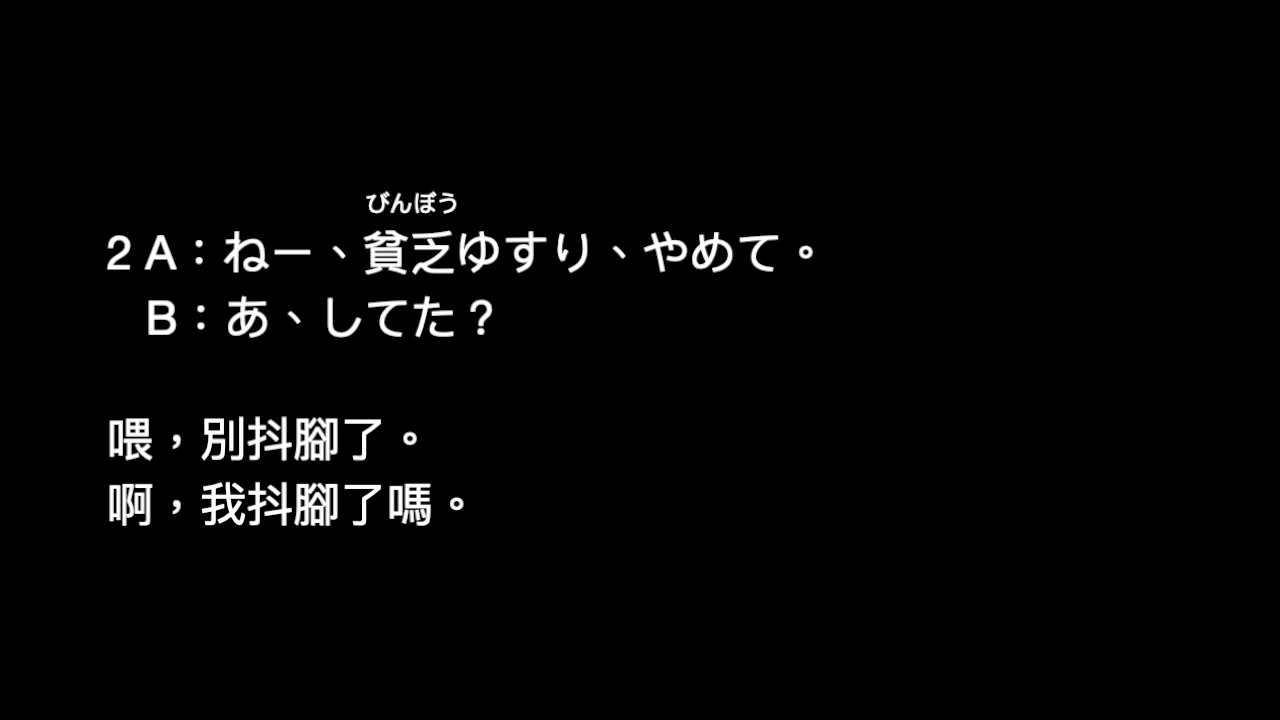 びんぼう
2 A：ねー、貧乏ゆすり、やめて。
B：あ、してた？
喂，別抖腳了。
啊，我抖腳了嗎。